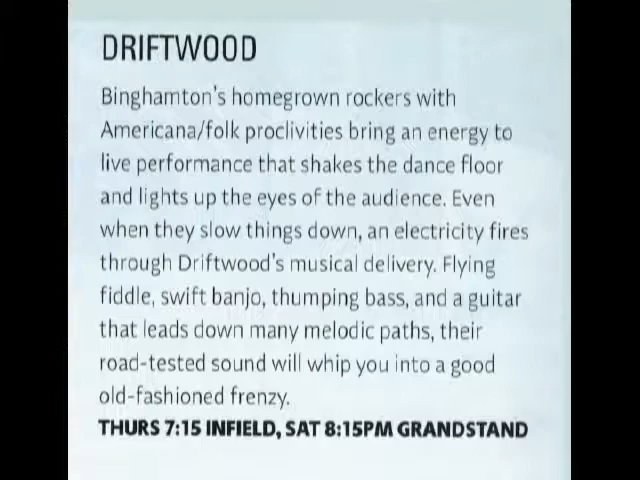 DRIFTWOOD
Binghamton's homegrown rockers with
Americana/folk proclivities bring an energy to
live performance that shakes the dance floor
and lights up the eyes of the audience. Even
when they slow things down, an electricity fires
through Driftwood's musical delivery. Flying
fiddle, swift banjo, thumping bass, and a guitar
that leads down many melodic paths, their
road-tested sound will whip you into a good
old-fashioned frenzy.
THURS 7:15 INFIELD, SAT 8:15PM GRANDSTAND